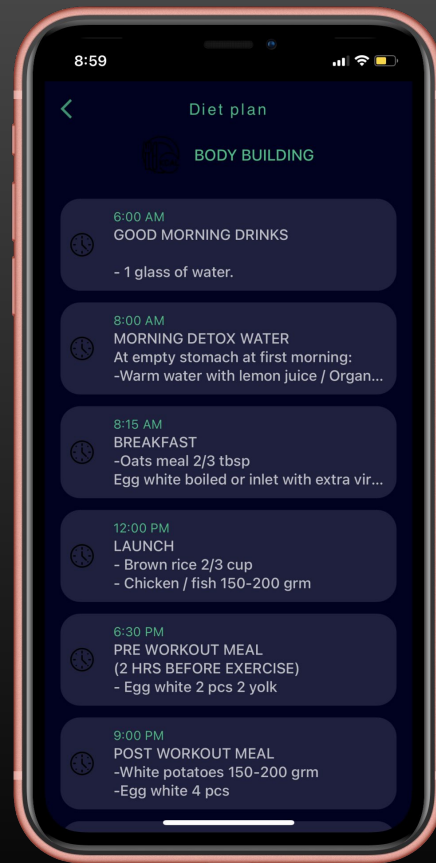 8:59
Diet plan
BODY BUILDING
6:00 AM
GOOD MORNING DRINKS
- 1 glass of water.
8:00 AM
MORNING DETOX WATER
At empty stomach at first morning:
-Warm water with lemon juice / Organ...
8:15 AM
BREAKFAST
-Oats meal 2/3 tbsp
Egg white boiled or inlet with extra vir...
12:00 PM
LAUNCH
- Brown rice 2/3 cup
- Chicken / fish 150-200 grm
6:30 PM
PRE WORKOUT MEAL
(2 HRS BEFORE EXERCISE)
- Egg white 2 pcs 2 yolk
9:00 PM
POST WORKOUT MEAL
-White potatoes 150-200 grm
-Egg white 4 pcs